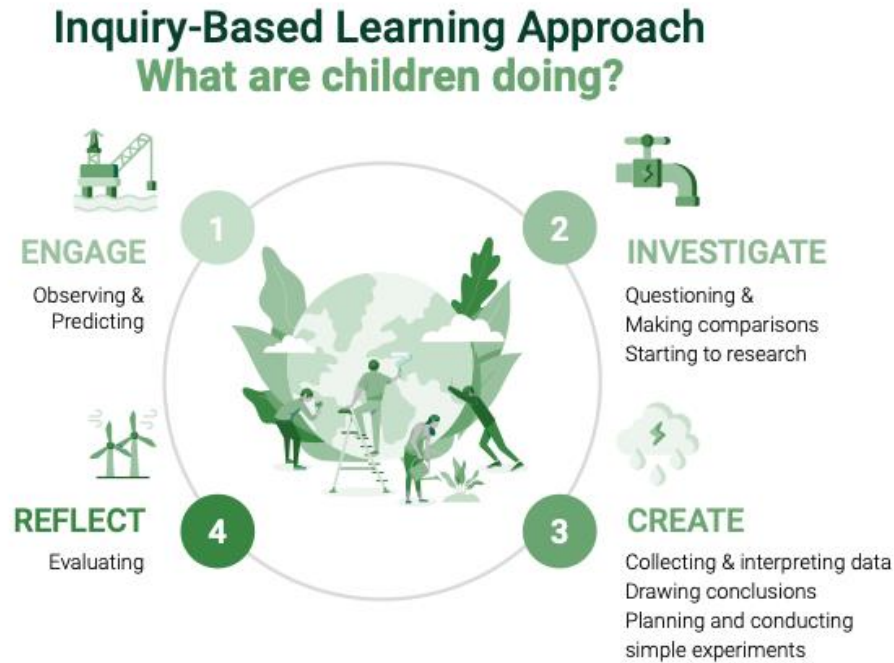 Inquiry-Based Learning Approach
What are children doing?
1
ENGAGE
Observing &
Predicting
2
INVESTIGATE
Questioning &
Making comparisons
Starting to research
3
CREATE
Collecting & interpreting data
Drawing conclusions
Planning and conducting
simple experiments
4
REFLECT
Evaluating